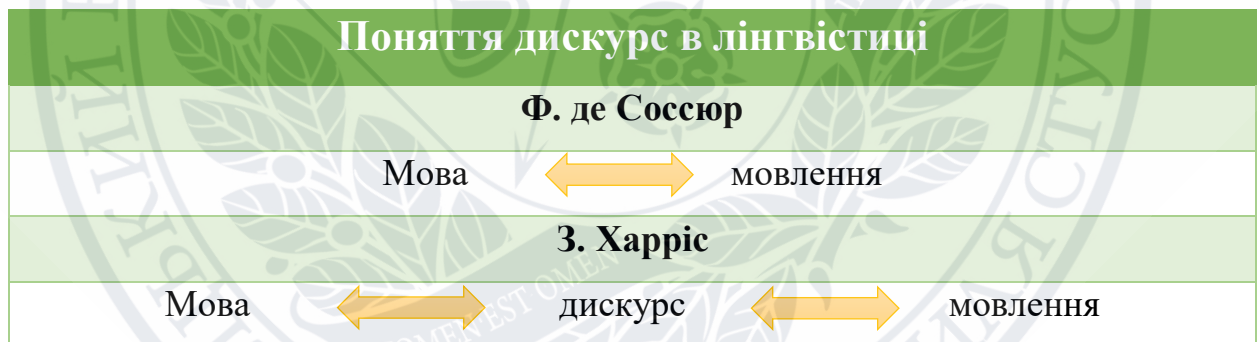 Поняття дискурс в лінгвістиці
Ф. де Соссюр
Мова мовлення
З. Харріс
Мова дискурс мовлення